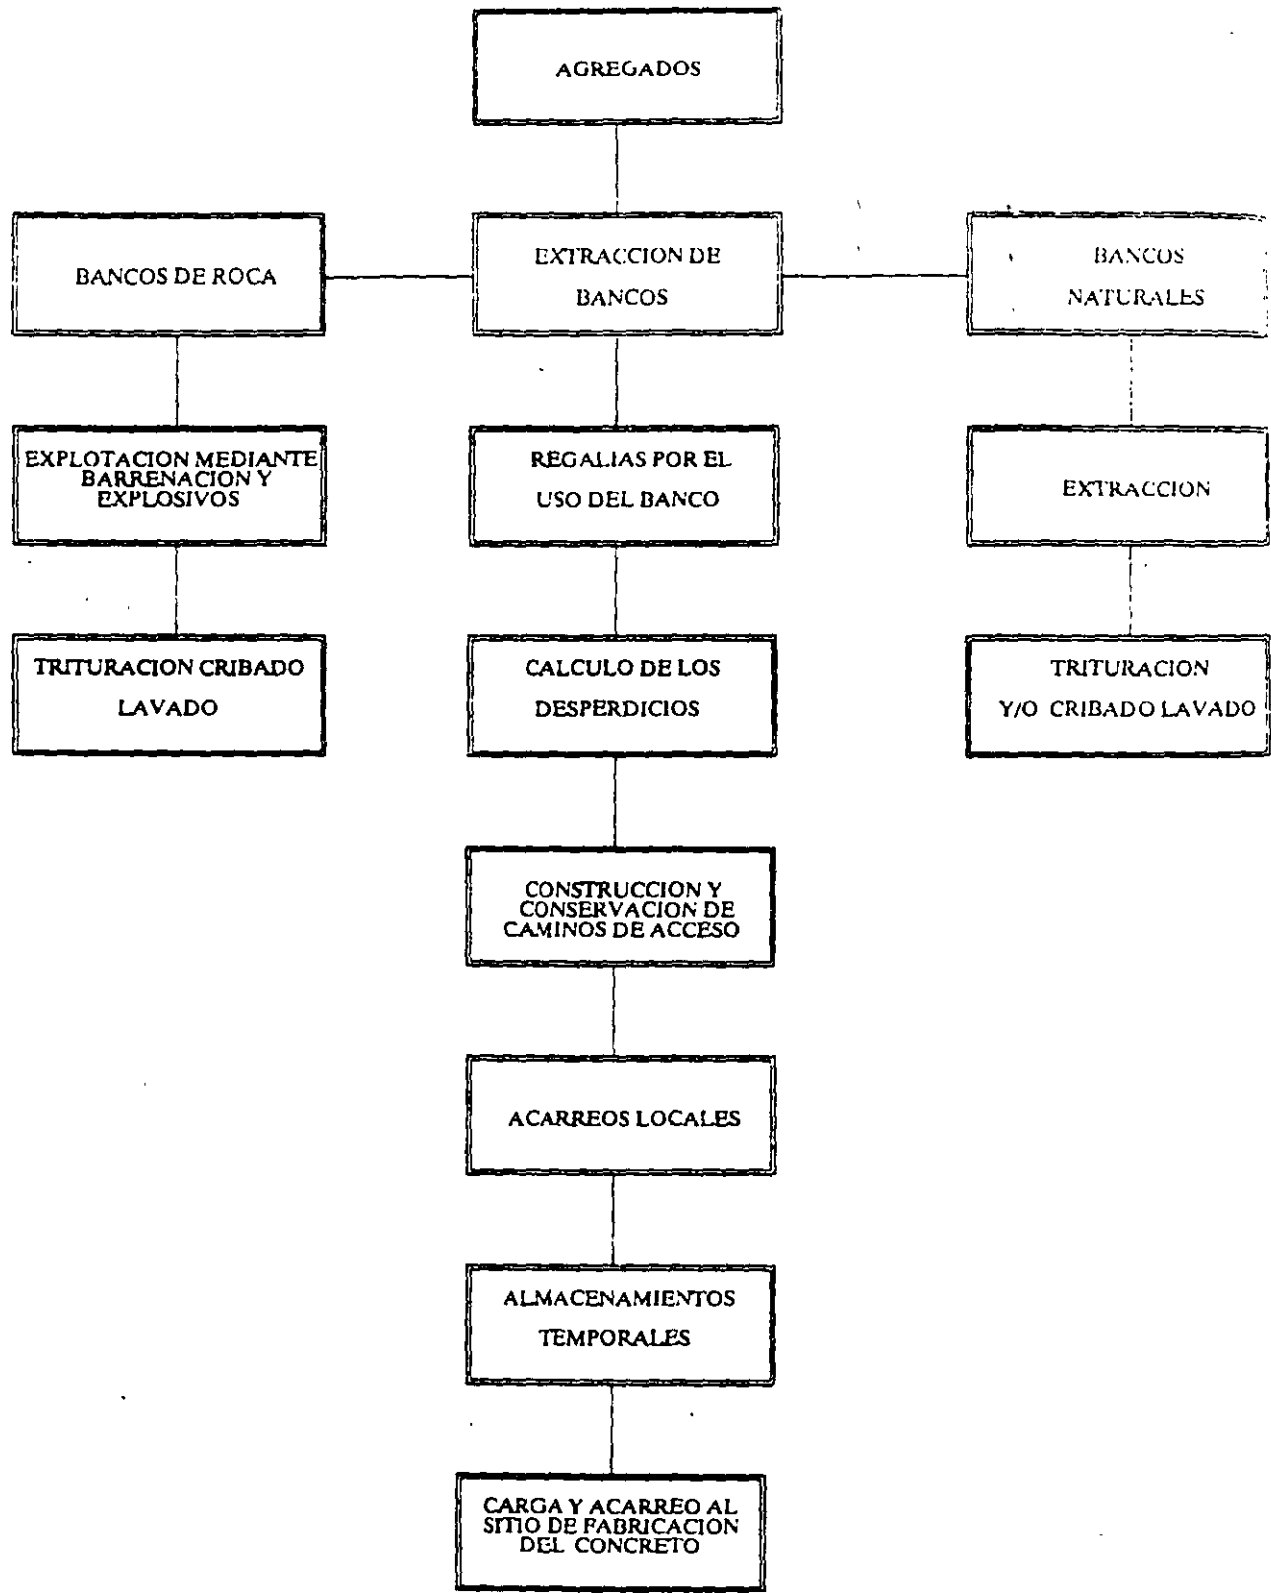 AGREGADOS
BANCOS DE ROCA
EXTRACCION DE
BANCOS
BANCOS
NATURALES
EXPLOTACION MEDIANTE
BARRENACION Y
EXPLOSIVOS
REGALIAS POR EL
USO DEL BANCO
EXTRACCION
TRITURACION CRIBADO
LAVADO
CALCULO DE LOS
DESPERDICIOS
TRITURACION
Y/O CRIBADO LAVADO
CONSTRUCCION Y
CONSERVACION DE
CAMINOS DE ACCESO
ACARREOS LOCALES
ALMACENAMIENTOS
TEMPORALES
CARGA Y ACARREO AL
SITIO DE FABRICACION
DEL CONCRETO